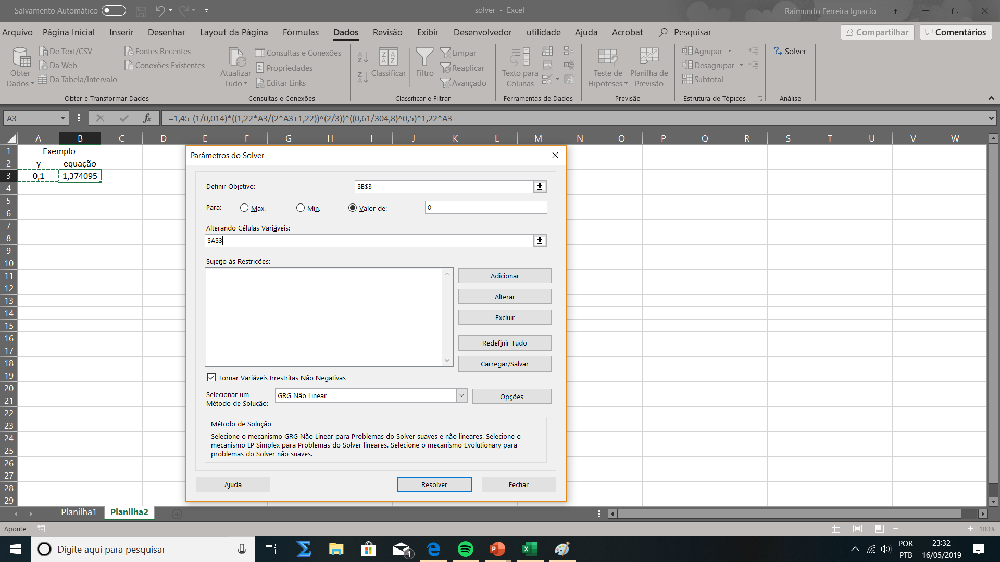 Salvamento Automático
solver - Excel
Raimundo Ferreira Ignacio
Arquivo Página Inicial Inserir Desenhar Layout da Página Fórmulas Dados Revisão Exibir Desenvolvedor utilidade Ajuda Acrobat Pesquisar Compartilhar Comentários
Obter Dados
De Text/CSV
Da Web
Da Tabela/Intervalo
Fontes Recentes
Conexões Existentes
Obter e Transformar Dados
Atualizar Tudo
Consultas e Conexões
Propriedades
Editar Links
Consultas e Conexões
Classificar
Filtro
Limpar
Reaplicar
Avançado
Classificar e Filtrar
Texto para Colunas
Ferramentas de Dados
Teste de Hipóteses
Planilha de Previsão
Previsão
Agrupar
Desagrupar
Subtotal
Estrutura de Tópicos
Solver
Análise
A3 fx =1,45-(1/0,014)*((1,22*A3/(2*A3+1,22))^(2/3))*((0,61/304,8)^0,5)*1,22*A3
A B C D E F G H I J K L M N O P Q R S T U V W
1 Exemplo
2 y equação
3 0,1 1,374095
4
5
6
7
8
9
10
11
12
13
14
15
16
17
18
19
20
21
22
23
24
25
26
27
28
29
Parâmetros do Solver
Definir Objetivo: $B$3
Para: Máx. Mín. Valor de: 0
Alterando Células Variáveis:
$A$3
Sujeito às Restrições:
Adicionar
Alterar
Excluir
Redefinir Tudo
Carregar/Salvar
Tornar Variáveis Irrestritas Não Negativas
Selecionar um
Método de Solução:
GRG Não Linear
Opções
Método de Solução
Selecione o mecanismo GRG Não Linear para Problemas do Solver suaves e não lineares. Selecione o
mecanismo LP Simplex para Problemas do Solver lineares. Selecione o mecanismo Evolutionary para
problemas do Solver não suaves.
Ajuda Resolver Fechar
Planilha1 Planilha2
Aponte
100%
Digite aqui para pesquisar
1
POR
PTB
23:32
16/05/2019